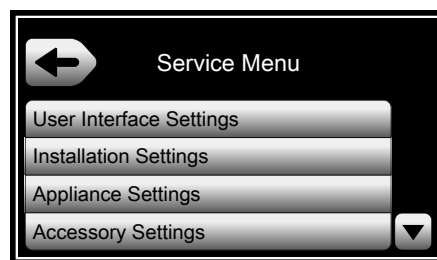 Service Menu
User Interface Settings
Installation Settings
Appliance Settings
Accessory Settings